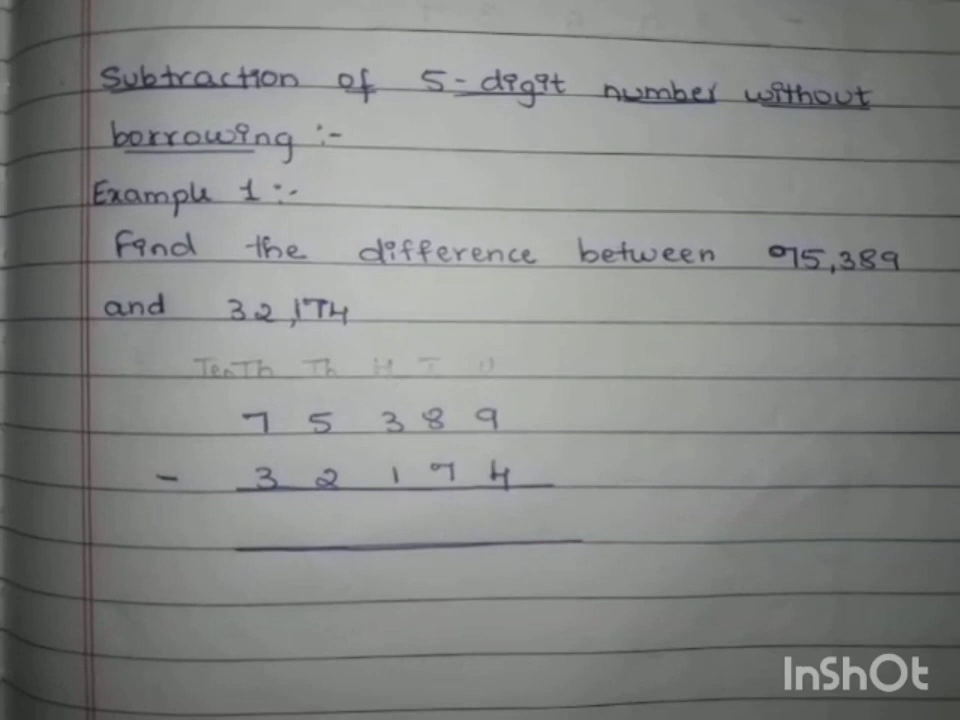 Subtraction of 5-digit number without
borrowing :-
Example 1 :-
Find the difference between 75,389
and 32,174
TenTh Th H T U
7 5 3 8 9
- 3 2 1 7 4
InShOt